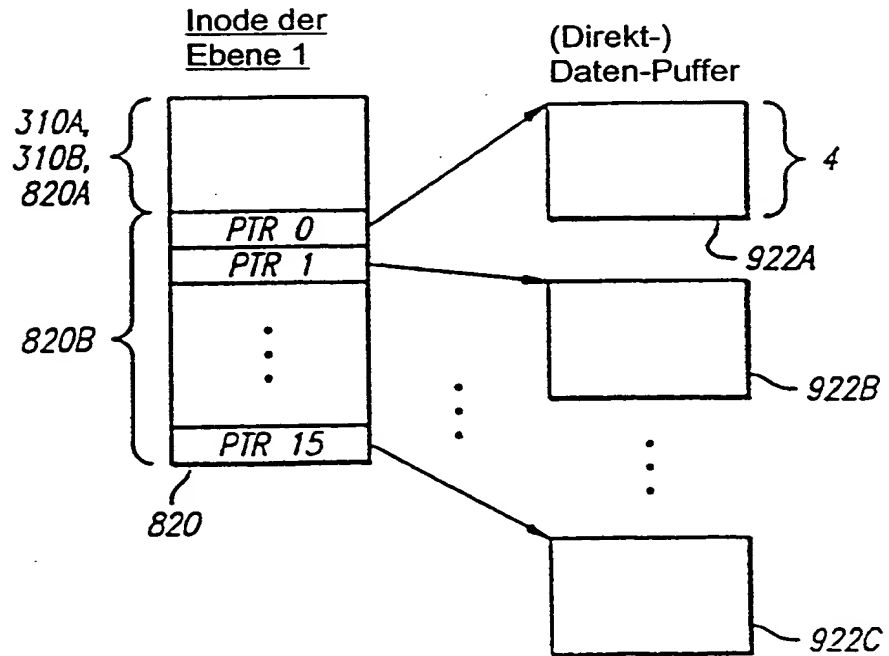 Inode der
Ebene 1
(Direkt-)
Daten-Puffer
310A,
310B,
820A
4
PTR 0
922A
PTR 1
820B
922B
PTR 15
820
922C